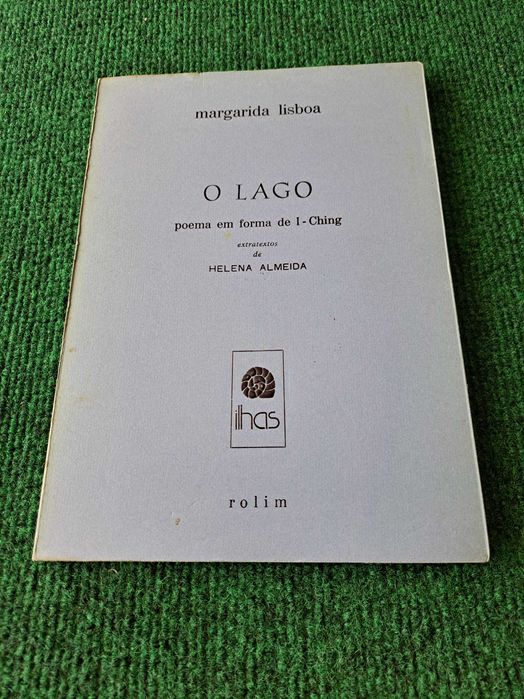 margarida lisboa
O LAGO
poema em forma de I-Ching
extratextos
de
HELENA ALMEIDA
ilhas
rolim